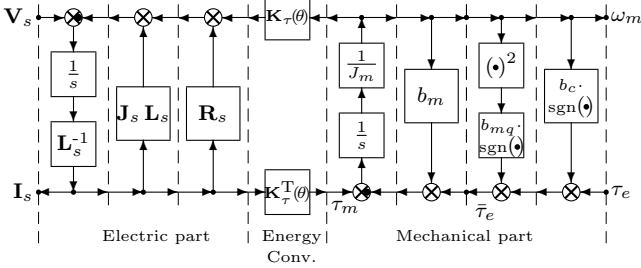 V_s K_τ(θ) ω_m
1/s 1/J_m (•)²
J_s L_s R_s b_m b_c·
sgn(•)
L_s^-1 1/s b_mq·
sgn(•)
I_s K_τ^T(θ) τ_m τ̄_e τ_e
Electric part Energy Mechanical part
Conv.